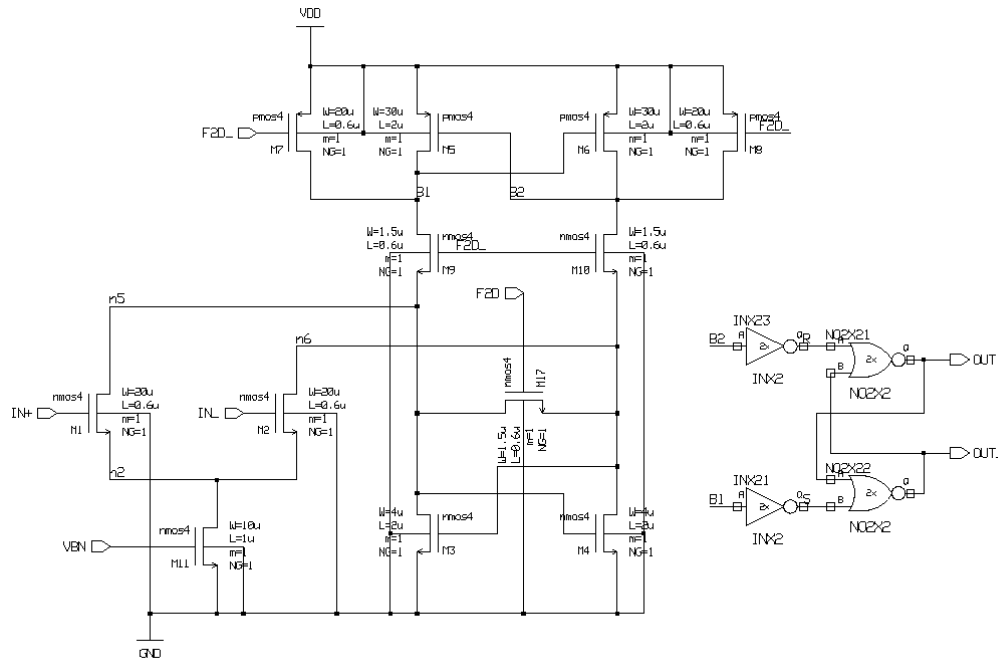 VDD
pmos4
W=20u
L=0.6u
m=1
NG=1
M7
F2D_
W=30u
L=2u
m=1
NG=1
pmos4
M5
pmos4
M6
W=30u
L=2u
m=1
NG=1
W=20u
L=0.6u
m=1
NG=1
pmos4
F2D_
M8
B1
B2
W=1.5u
L=0.6u
m=1
NG=1
nmos4
F2D_
M9
nmos4
M10
W=1.5u
L=0.6u
m=1
NG=1
n5
F2D
n6
nmos4
M17
W=1.5u
L=0.6u
m=1
NG=1
nmos4
IN+
M1
W=20u
L=0.6u
m=1
NG=1
nmos4
IN_
M2
W=20u
L=0.6u
m=1
NG=1
n2
nmos4
VBN
M11
W=10u
L=1u
m=1
NG=1
W=4u
L=2u
m=1
NG=1
nmos4
M3
nmos4
M4
W=4u
L=2u
m=1
NG=1
GND
INX23
B2
A
2x
Q
R
INX2
NO2X21
A
B
2x
Q
NO2X2
OUT
OUT_
INX21
B1
A
2x
Q
S
INX2
NO2X22
A
B
2x
Q
NO2X2